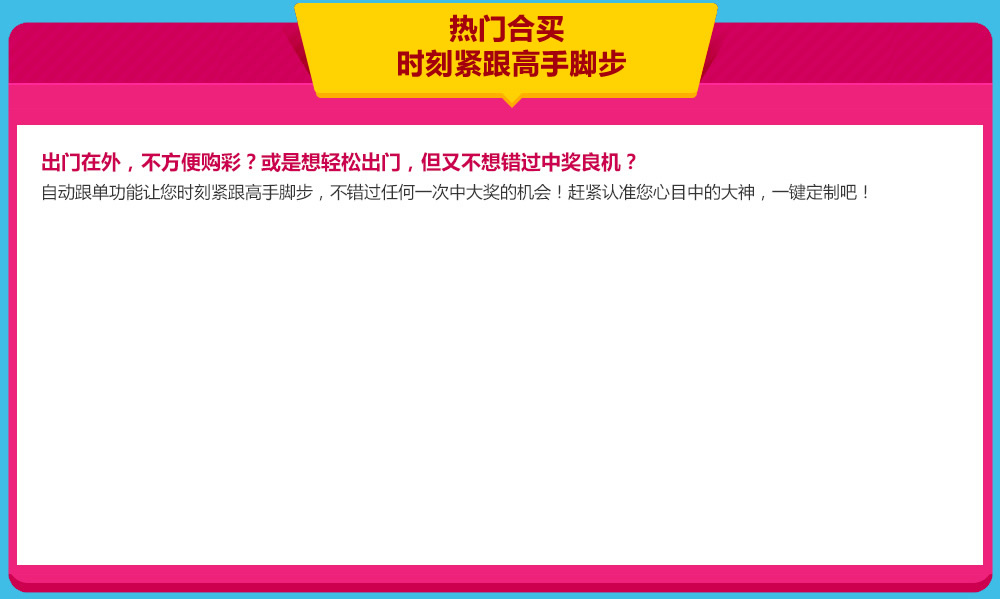 热门合买
时刻紧跟高手脚步
出门在外，不方便购彩？或是想轻松出门，但又不想错过中奖良机？
自动跟单功能让您时刻紧跟高手脚步，不错过任何一次中大奖的机会！赶紧认准您心目中的大神，一键定制吧！